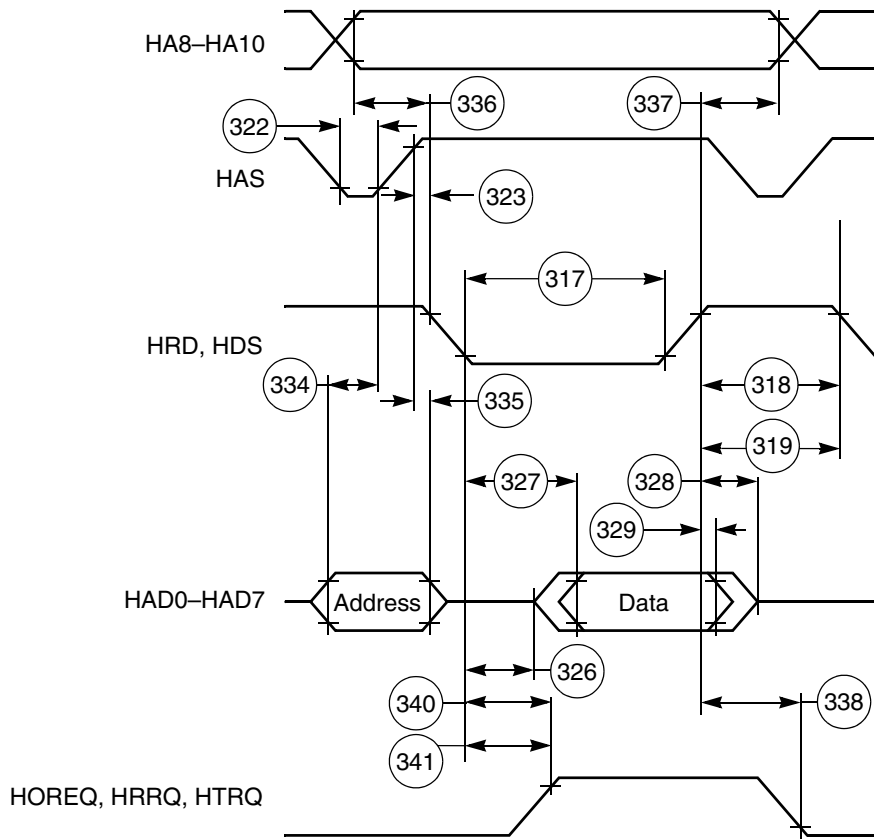 HA8–HA10
336
337
322
HAS
323
317
HRD, HDS
334
335
318
319
327
328
329
HAD0–HAD7
Address
Data
326
340
338
341
HOREQ, HRRQ, HTRQ